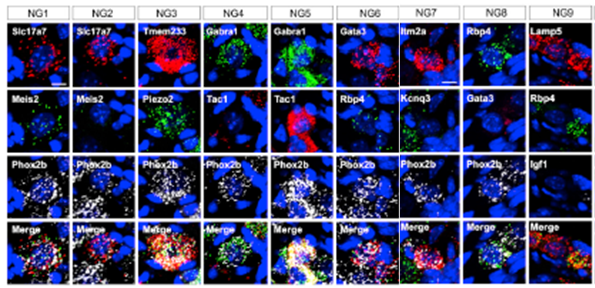 NG1 NG2 NG3 NG4 NG5 NG6 NG7 NG8 NG9
Slc17a7 Slc17a7 Tmem233 Gabra1 Gabra1 Gata3 Itm2a Rbp4 Lamp5
Meis2 Meis2 Piezo2 Tac1 Tac1 Rbp4 Kcnq3 Gata3 Rbp4
Phox2b Phox2b Phox2b Phox2b Phox2b Phox2b Phox2b Phox2b Igf1
Merge Merge Merge Merge Merge Merge Merge Merge Merge